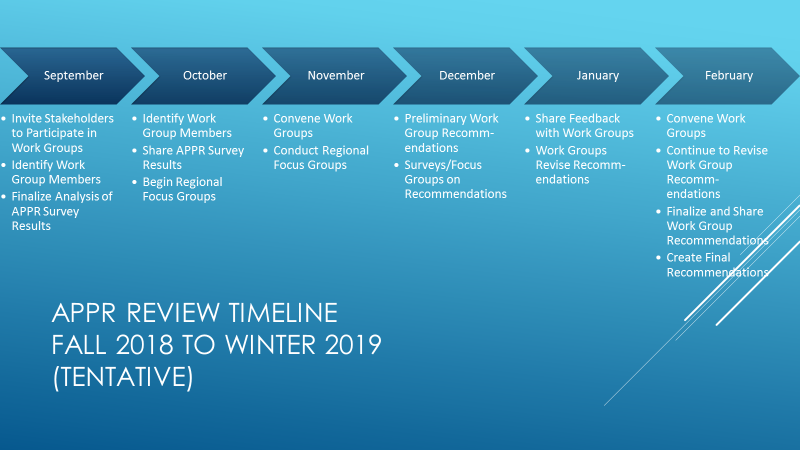 September
October
November
December
January
February
• Invite Stakeholders
to Participate in
Work Groups
• Identify Work
Group Members
• Finalize Analysis of
APPR Survey
Results
• Identify Work
Group Members
• Share APPR Survey
Results
• Begin Regional
Focus Groups
• Convene Work
Groups
• Conduct Regional
Focus Groups
• Preliminary Work
Group Recomm-
endations
• Surveys/Focus
Groups on
Recommendations
• Share Feedback
with Work Groups
• Work Groups
Revise Recomm-
endations
• Convene Work
Groups
• Continue to Revise
Work Group
Recomm-
endations
• Finalize and Share
Work Group
Recommendations
• Create Final
Recommendations
APPR REVIEW TIMELINE
FALL 2018 TO WINTER 2019
(TENTATIVE)